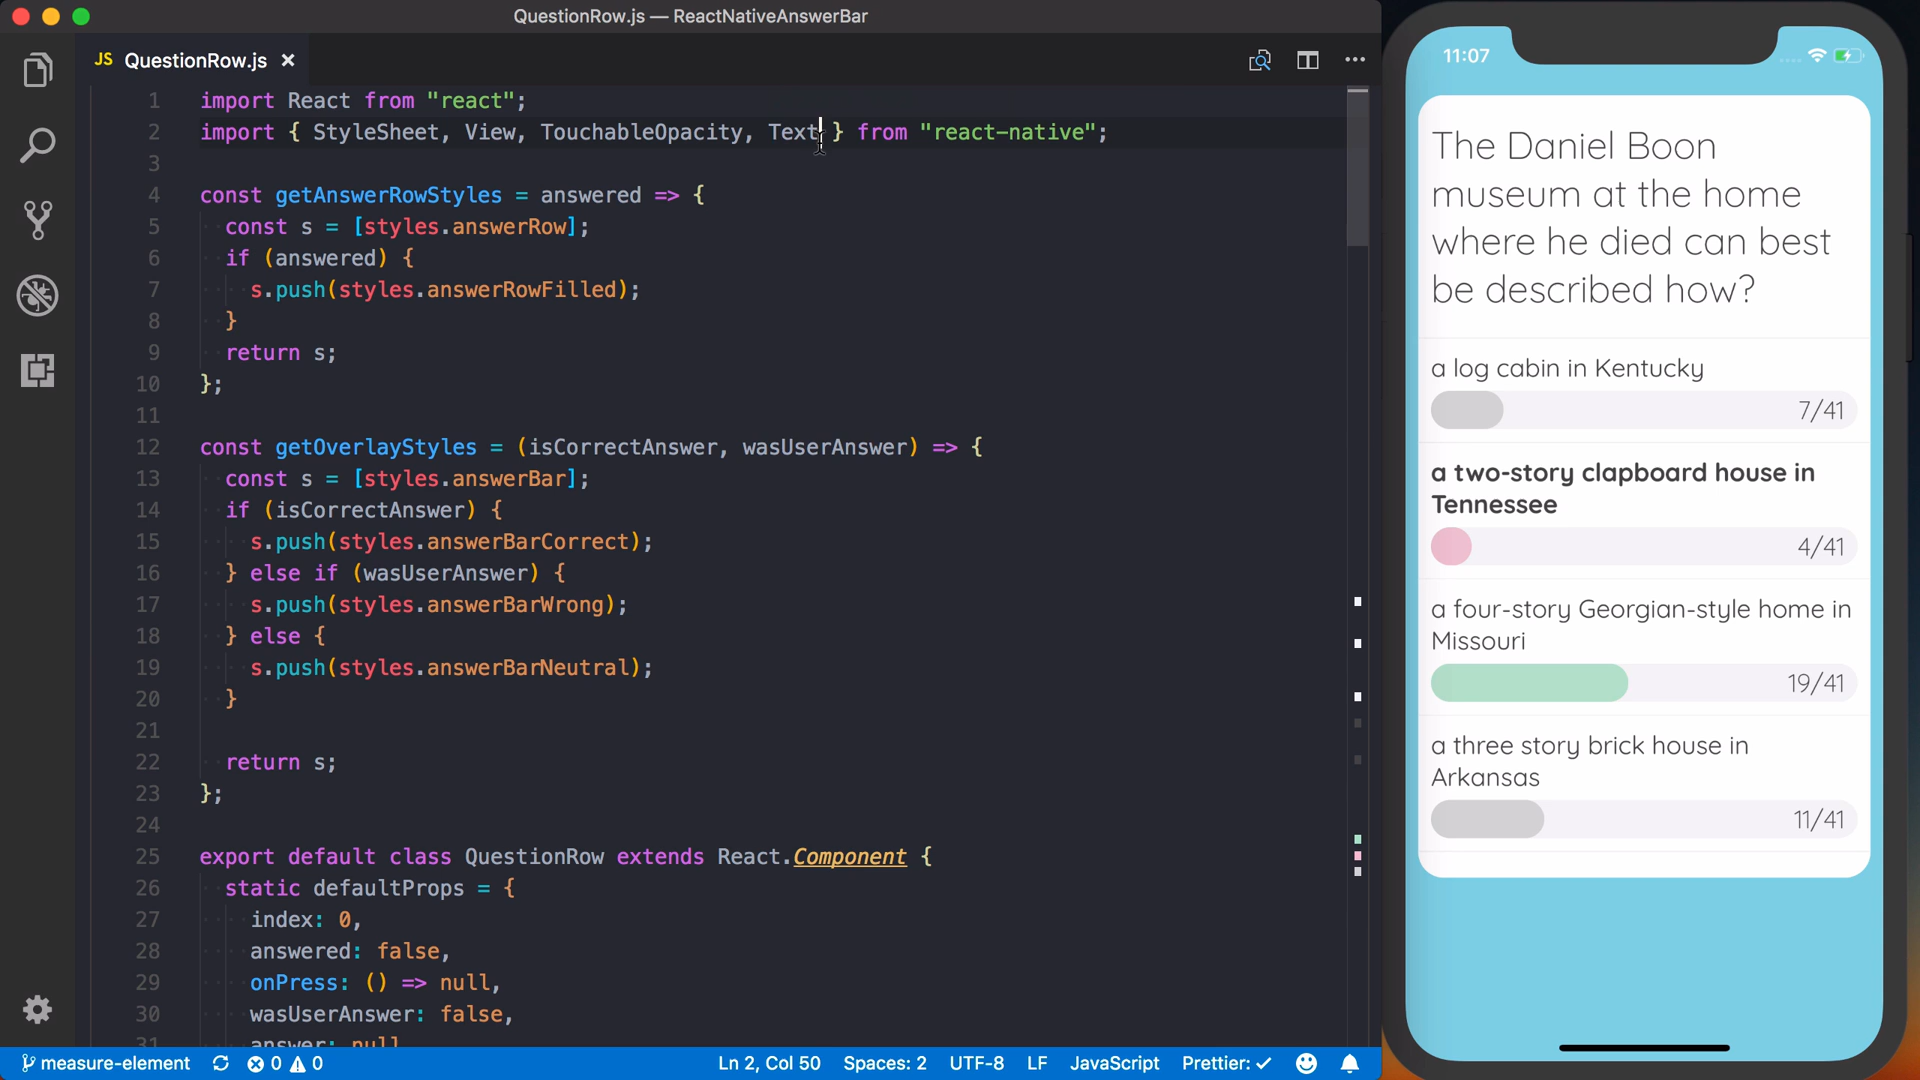 QuestionRow.js — ReactNativeAnswerBar
JS QuestionRow.js ×
1 import React from "react";
2 import { StyleSheet, View, TouchableOpacity, Text } from "react-native";
3
4 const getAnswerRowStyles = answered => {
5 const s = [styles.answerRow];
6 if (answered) {
7 s.push(styles.answerRowFilled);
8 }
9 return s;
10 };
11
12 const getOverlayStyles = (isCorrectAnswer, wasUserAnswer) => {
13 const s = [styles.answerBar];
14 if (isCorrectAnswer) {
15 s.push(styles.answerBarCorrect);
16 } else if (wasUserAnswer) {
17 s.push(styles.answerBarWrong);
18 } else {
19 s.push(styles.answerBarNeutral);
20 }
21
22 return s;
23 };
24
25 export default class QuestionRow extends React.Component {
26 static defaultProps = {
27 index: 0,
28 answered: false,
29 onPress: () => null,
30 wasUserAnswer: false,
31 answer: null
measure-element 0 0 Ln 2, Col 50 Spaces: 2 UTF-8 LF JavaScript Prettier: ✓
11:07
The Daniel Boon
museum at the home
where he died can best
be described how?
a log cabin in Kentucky
7/41
a two-story clapboard house in
Tennessee
4/41
a four-story Georgian-style home in
Missouri
19/41
a three story brick house in
Arkansas
11/41